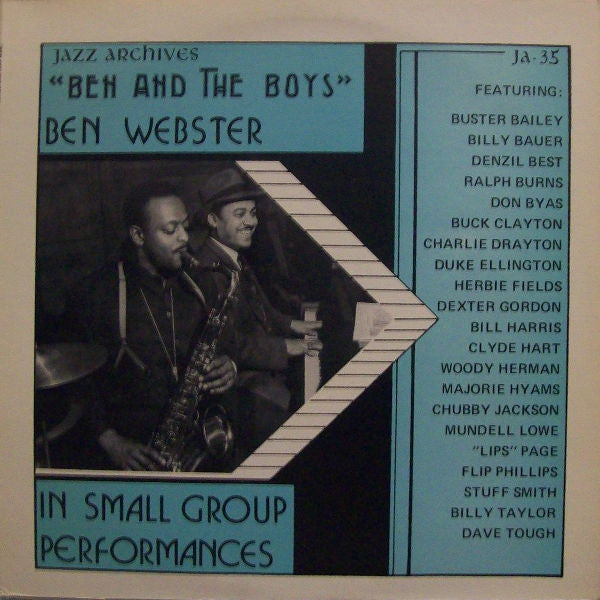 JAZZ ARCHIVES
"BEN AND THE BOYS"
BEN WEBSTER
IN SMALL GROUP
PERFORMANCES
JA-35
FEATURING:
BUSTER BAILEY
BILLY BAUER
DENZIL BEST
RALPH BURNS
DON BYAS
BUCK CLAYTON
CHARLIE DRAYTON
DUKE ELLINGTON
HERBIE FIELDS
DEXTER GORDON
BILL HARRIS
CLYDE HART
WOODY HERMAN
MAJORIE HYAMS
CHUBBY JACKSON
MUNDELL LOWE
"LIPS" PAGE
FLIP PHILLIPS
STUFF SMITH
BILLY TAYLOR
DAVE TOUGH